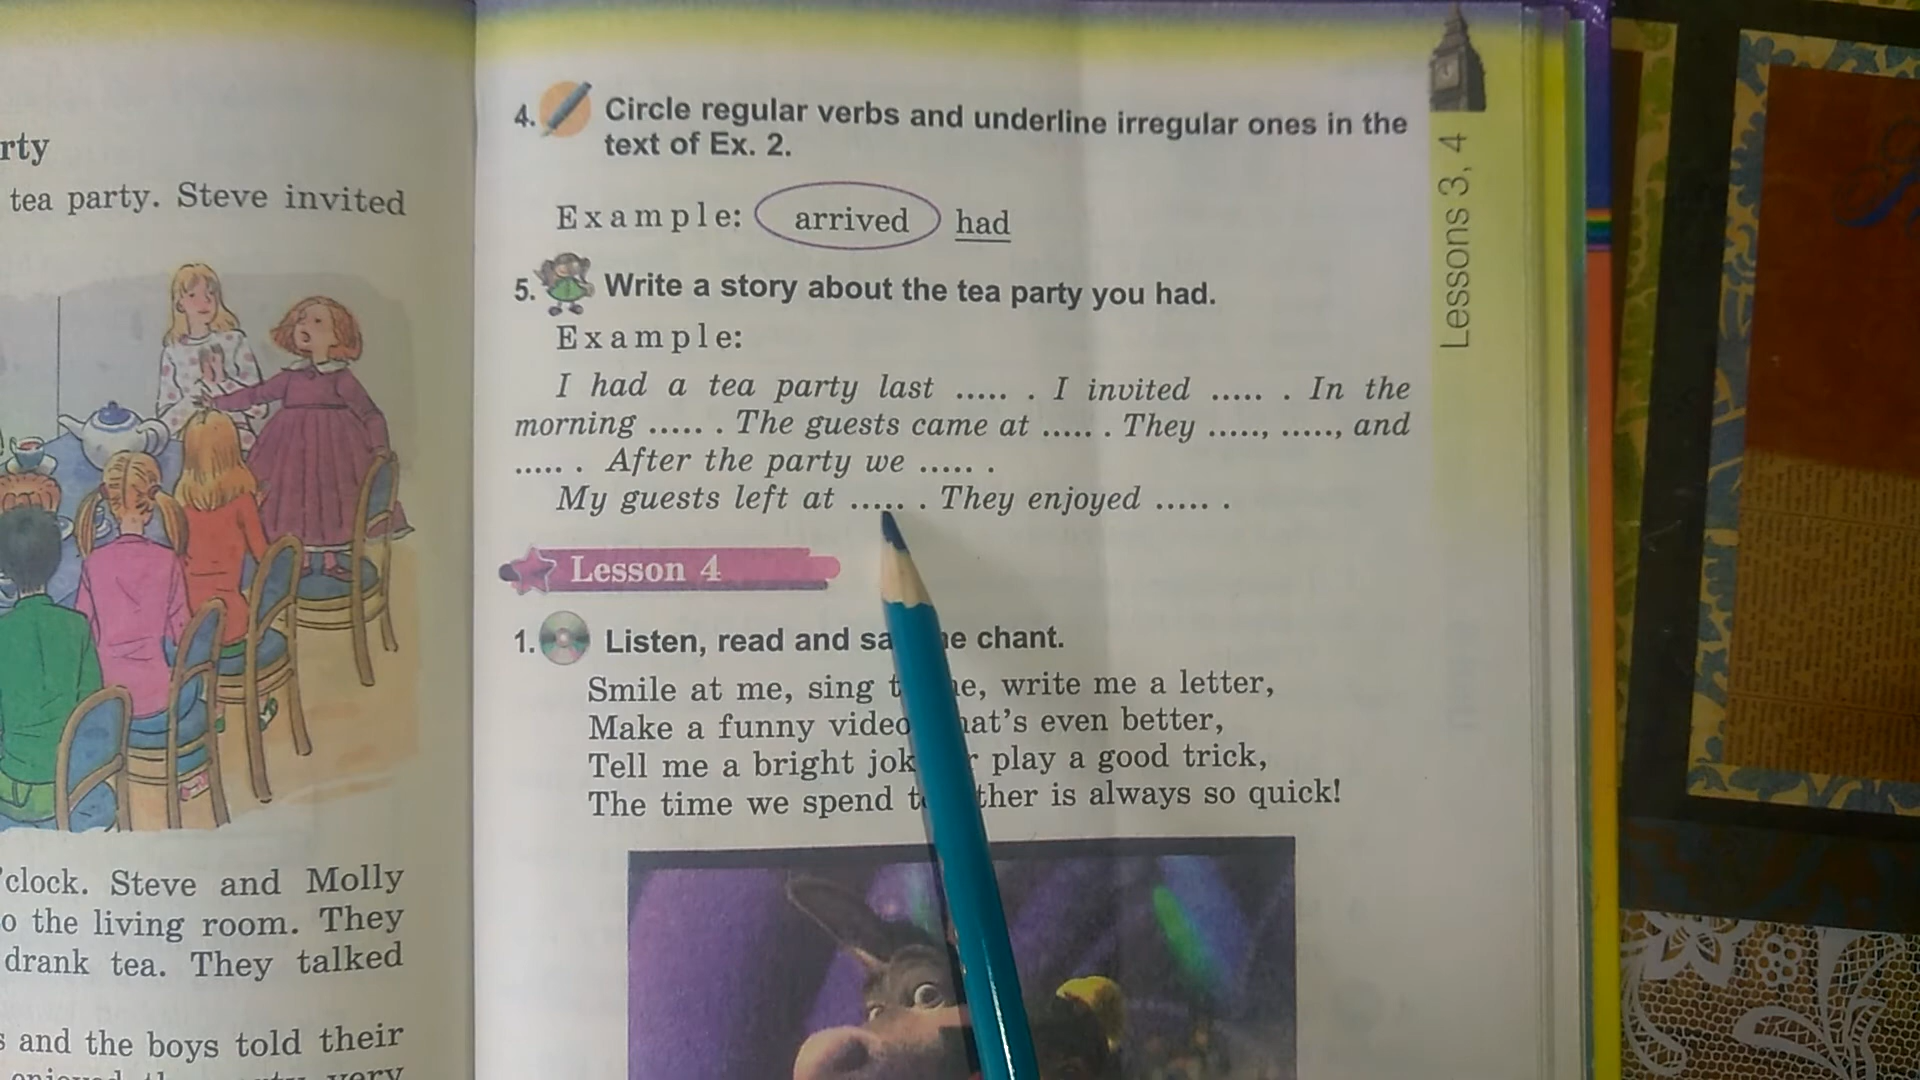 rty
tea party. Steve invited
'clock. Steve and Molly
o the living room. They
drank tea. They talked
s and the boys told their
very
4. Circle regular verbs and underline irregular ones in the
text of Ex. 2.
Example: arrived had
5. Write a story about the tea party you had.
Example:
I had a tea party last ..... . I invited ..... . In the
morning ..... . The guests came at ..... . They ....., ....., and
..... . After the party we ..... .
My guests left at ..... . They enjoyed ..... .
Lesson 4
1. Listen, read and chant.
Smile at me, sing write me a letter,
Make a funny video even better,
Tell me a bright play a good trick,
The time we spend is always so quick!
Lessons 3, 4